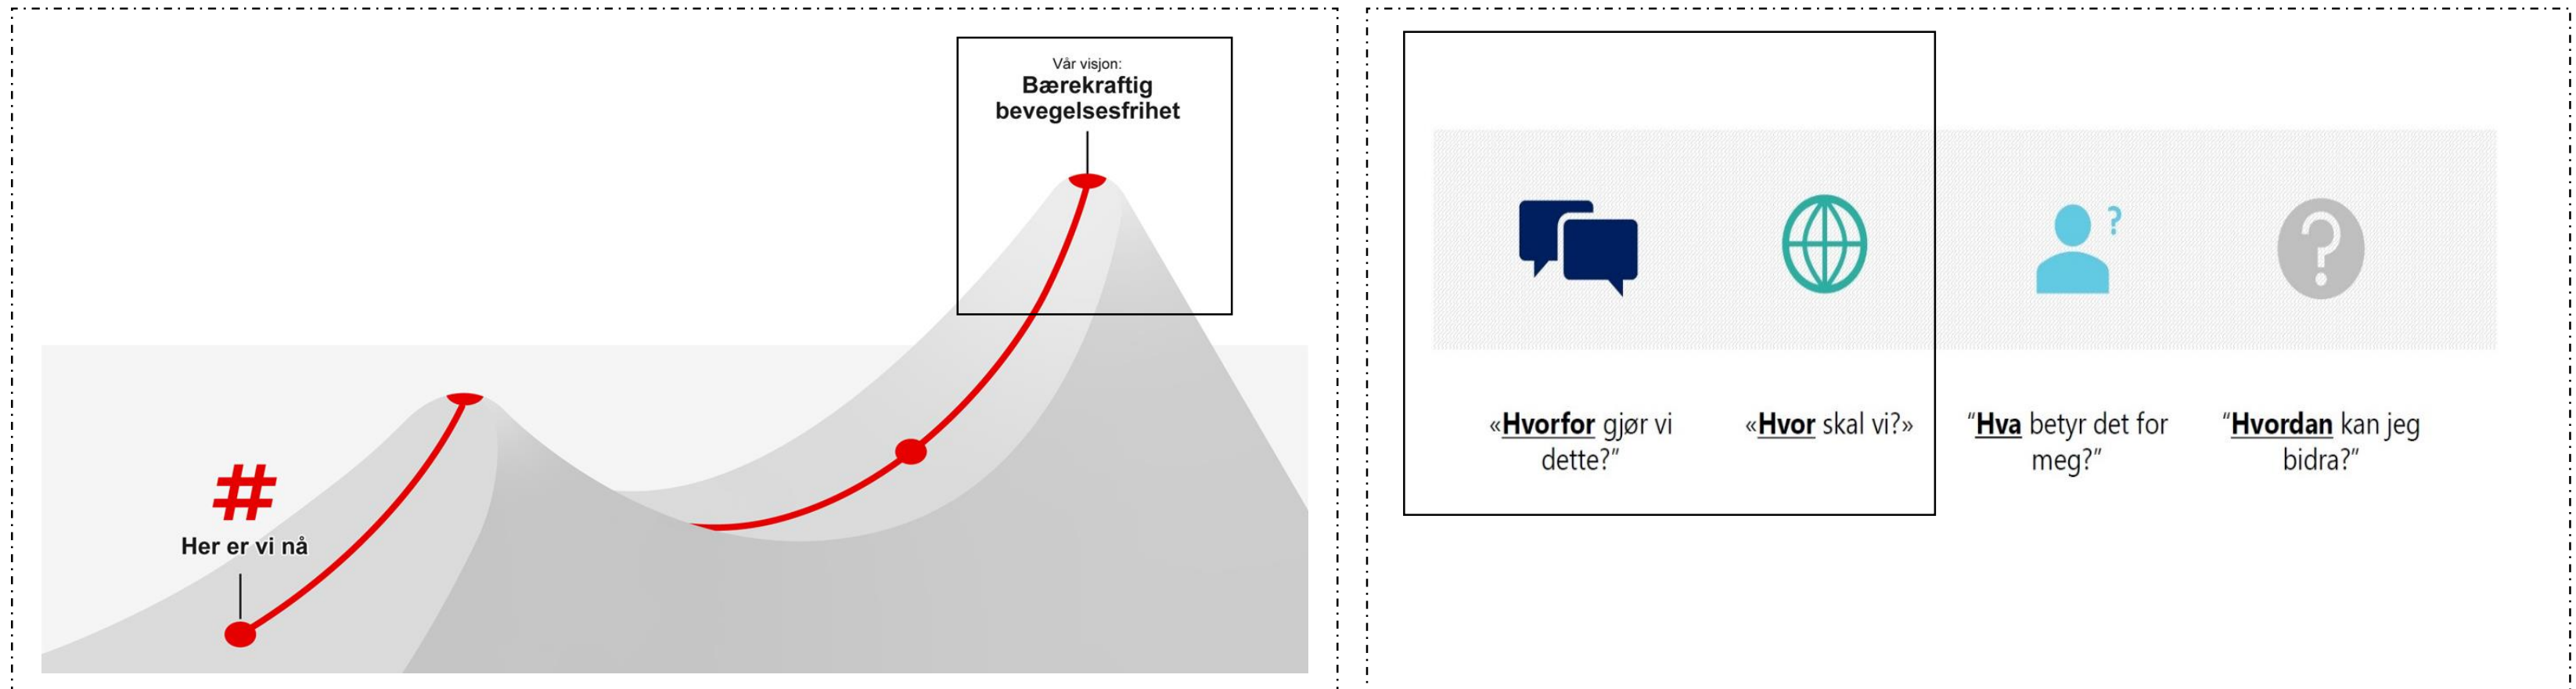 Vår visjon:
Bærekraftig
bevegelsesfrihet
#
Her er vi nå
«Hvorfor gjør vi
dette?”
«Hvor skal vi?»
“Hva betyr det for
meg?”
“Hvordan kan jeg
bidra?”
?
?